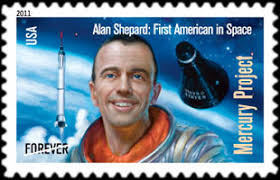 2011
USA
Alan Shepard: First American in Space
Mercury Project
FOREVER